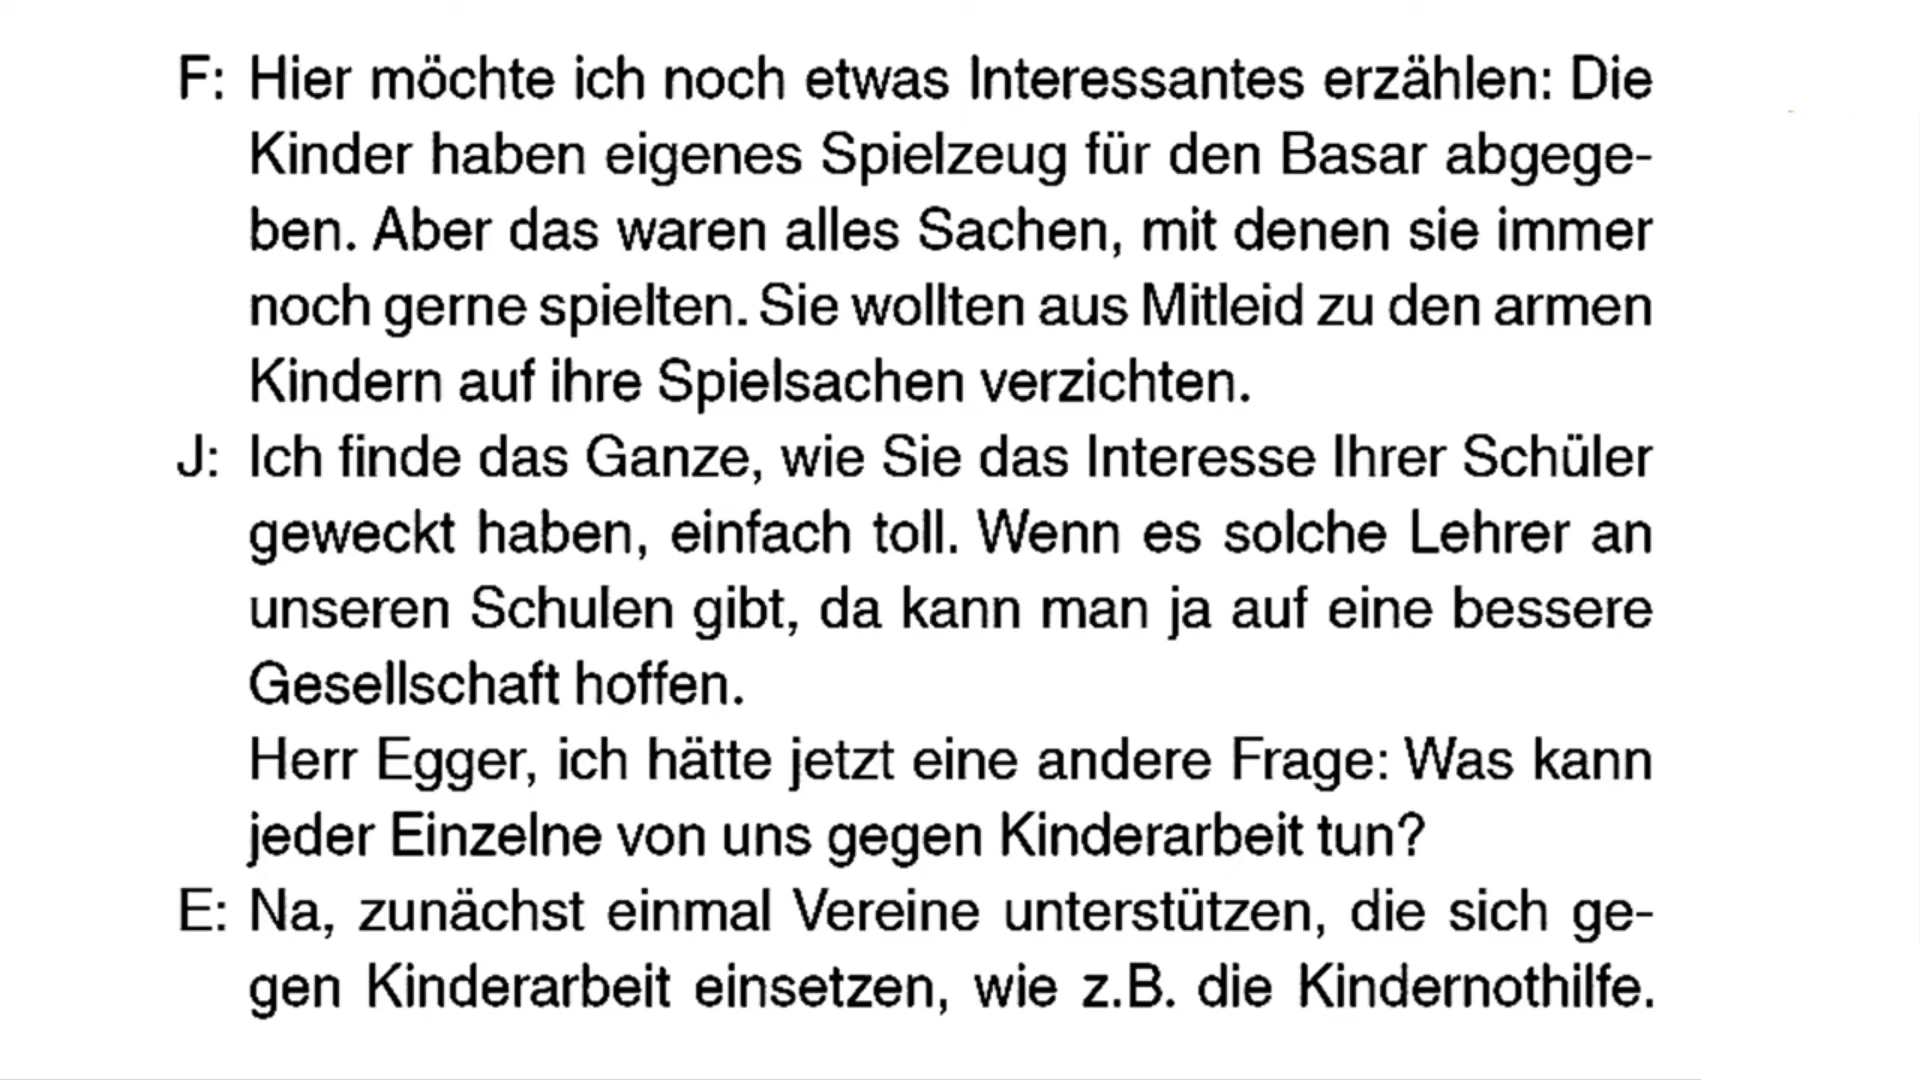 F: Hier möchte ich noch etwas Interessantes erzählen: Die
Kinder haben eigenes Spielzeug für den Basar abgege-
ben. Aber das waren alles Sachen, mit denen sie immer
noch gerne spielten. Sie wollten aus Mitleid zu den armen
Kindern auf ihre Spielsachen verzichten.
J: Ich finde das Ganze, wie Sie das Interesse Ihrer Schüler
geweckt haben, einfach toll. Wenn es solche Lehrer an
unseren Schulen gibt, da kann man ja auf eine bessere
Gesellschaft hoffen.
Herr Egger, ich hätte jetzt eine andere Frage: Was kann
jeder Einzelne von uns gegen Kinderarbeit tun?
E: Na, zunächst einmal Vereine unterstützen, die sich ge-
gen Kinderarbeit einsetzen, wie z.B. die Kindernothilfe.